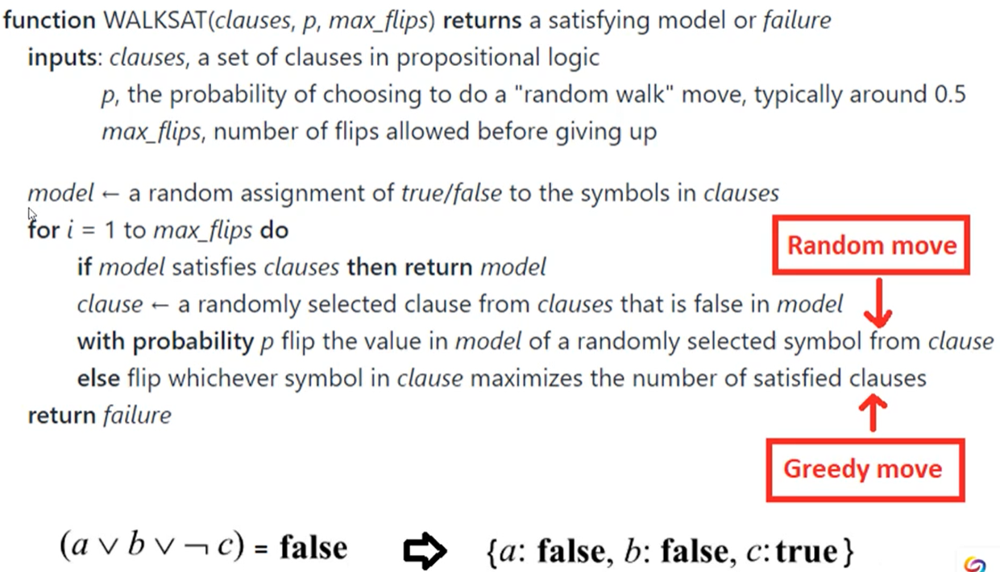 function WALKSAT(clauses, p, max_flips) returns a satisfying model or failure
inputs: clauses, a set of clauses in propositional logic
p, the probability of choosing to do a "random walk" move, typically around 0.5
max_flips, number of flips allowed before giving up
model ← a random assignment of true/false to the symbols in clauses
for i = 1 to max_flips do
Random move
if model satisfies clauses then return model
clause ← a randomly selected clause from clauses that is false in model
with probability p flip the value in model of a randomly selected symbol from clause
else flip whichever symbol in clause maximizes the number of satisfied clauses
return failure
Greedy move
(a ∨ b ∨ ¬ c) = false ⇨ {a: false, b: false, c: true}